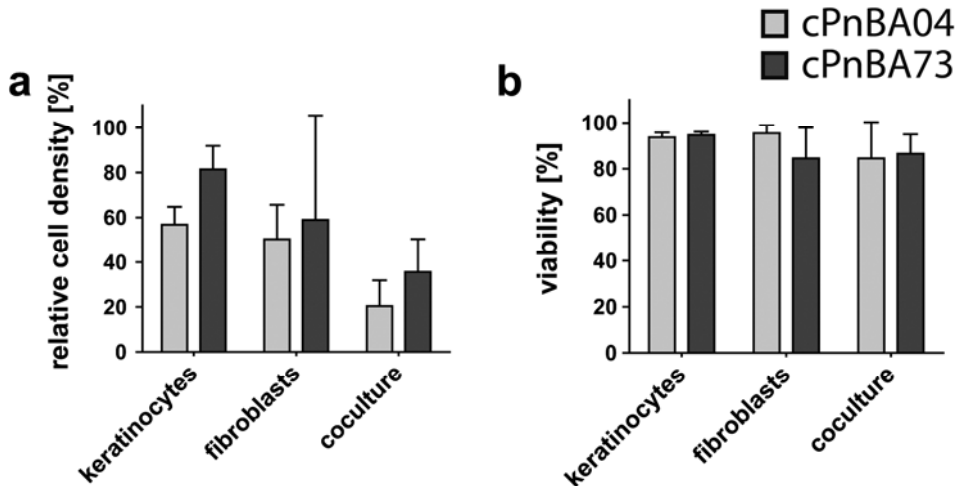 cPnBA04
cPnBA73
a
relative cell density [%]
100
80
60
40
20
0
keratinocytes
fibroblasts
coculture
b
viability [%]
100
80
60
40
20
0
keratinocytes
fibroblasts
coculture